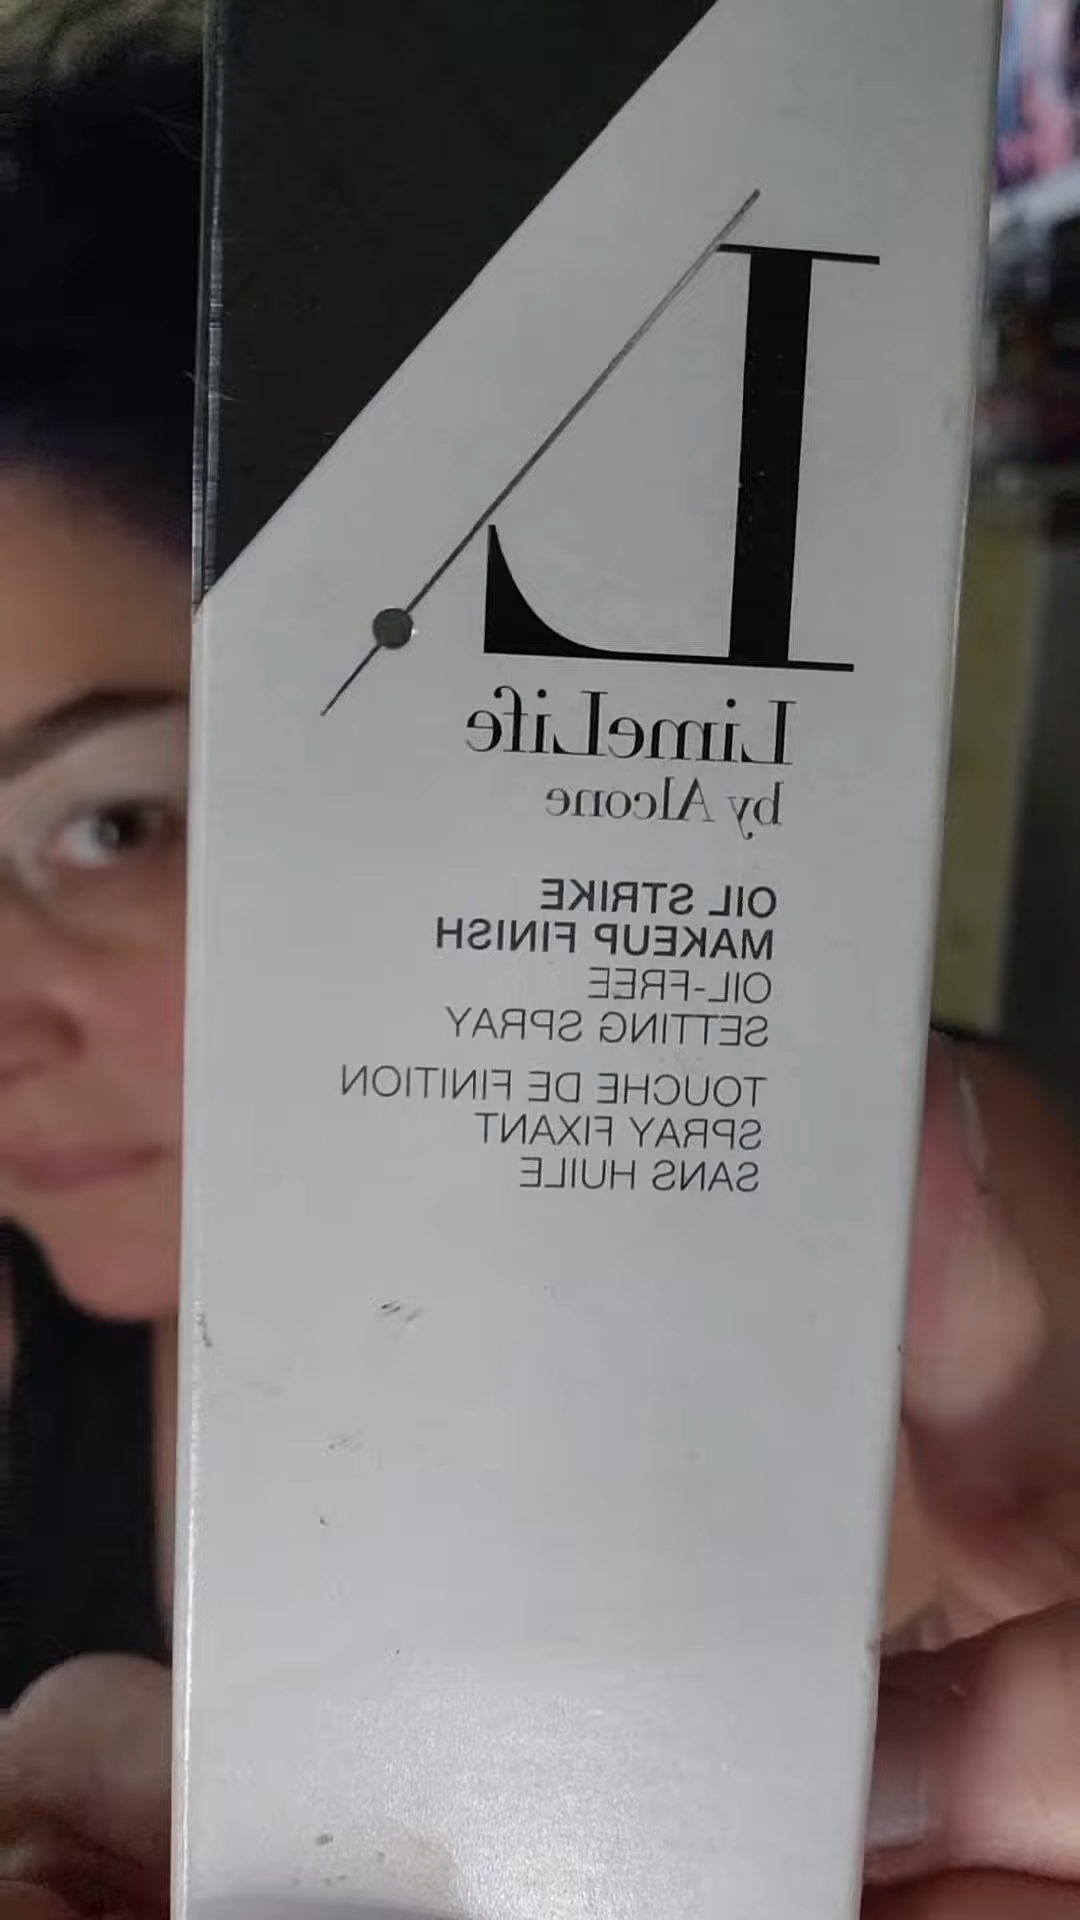 L
LimeLife
by Alcone
OIL STRIKE
MAKEUP FINISH
OIL-FREE
SETTING SPRAY
TOUCHE DE FINITION
SPRAY FIXANT
SANS HUILE